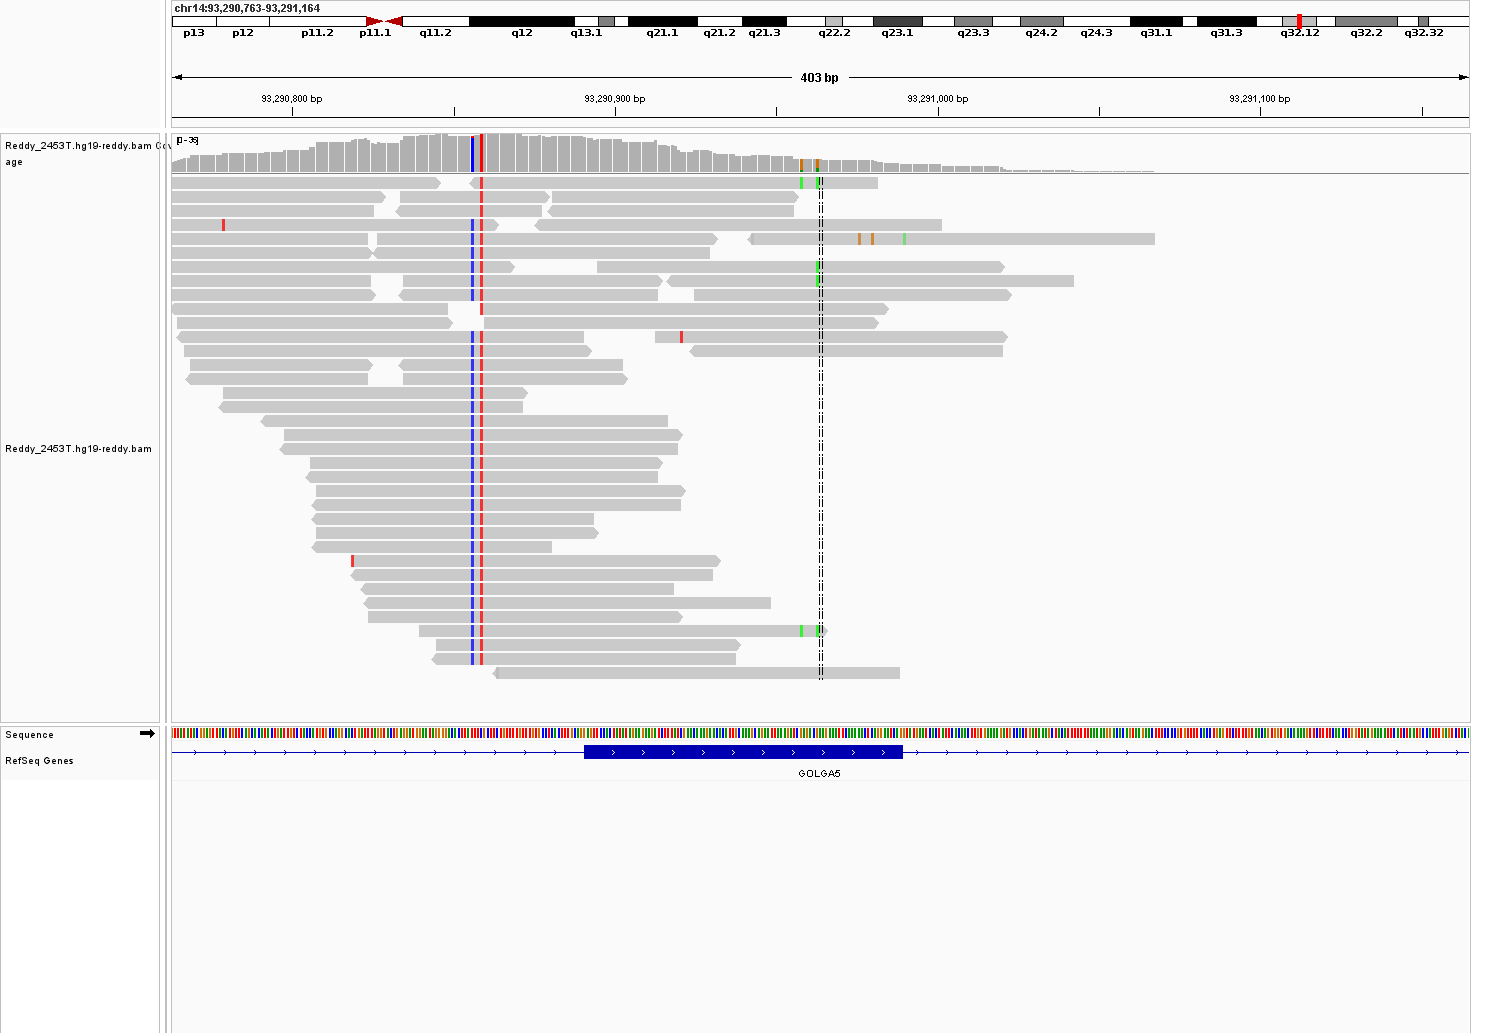 chr14:93,290,763-93,291,164
p13 p12 p11.2 p11.1 q11.2 q12 q13.1 q21.1 q21.2 q21.3 q22.2 q23.1 q23.3 q24.2 q24.3 q31.1 q31.3 q32.12 q32.2 q32.32
403 bp
93,290,800 bp 93,290,900 bp 93,291,000 bp 93,291,100 bp
Reddy_2453T.hg19-reddy.bam Cov
age
Reddy_2453T.hg19-reddy.bam
Sequence
RefSeq Genes
GOLGA5